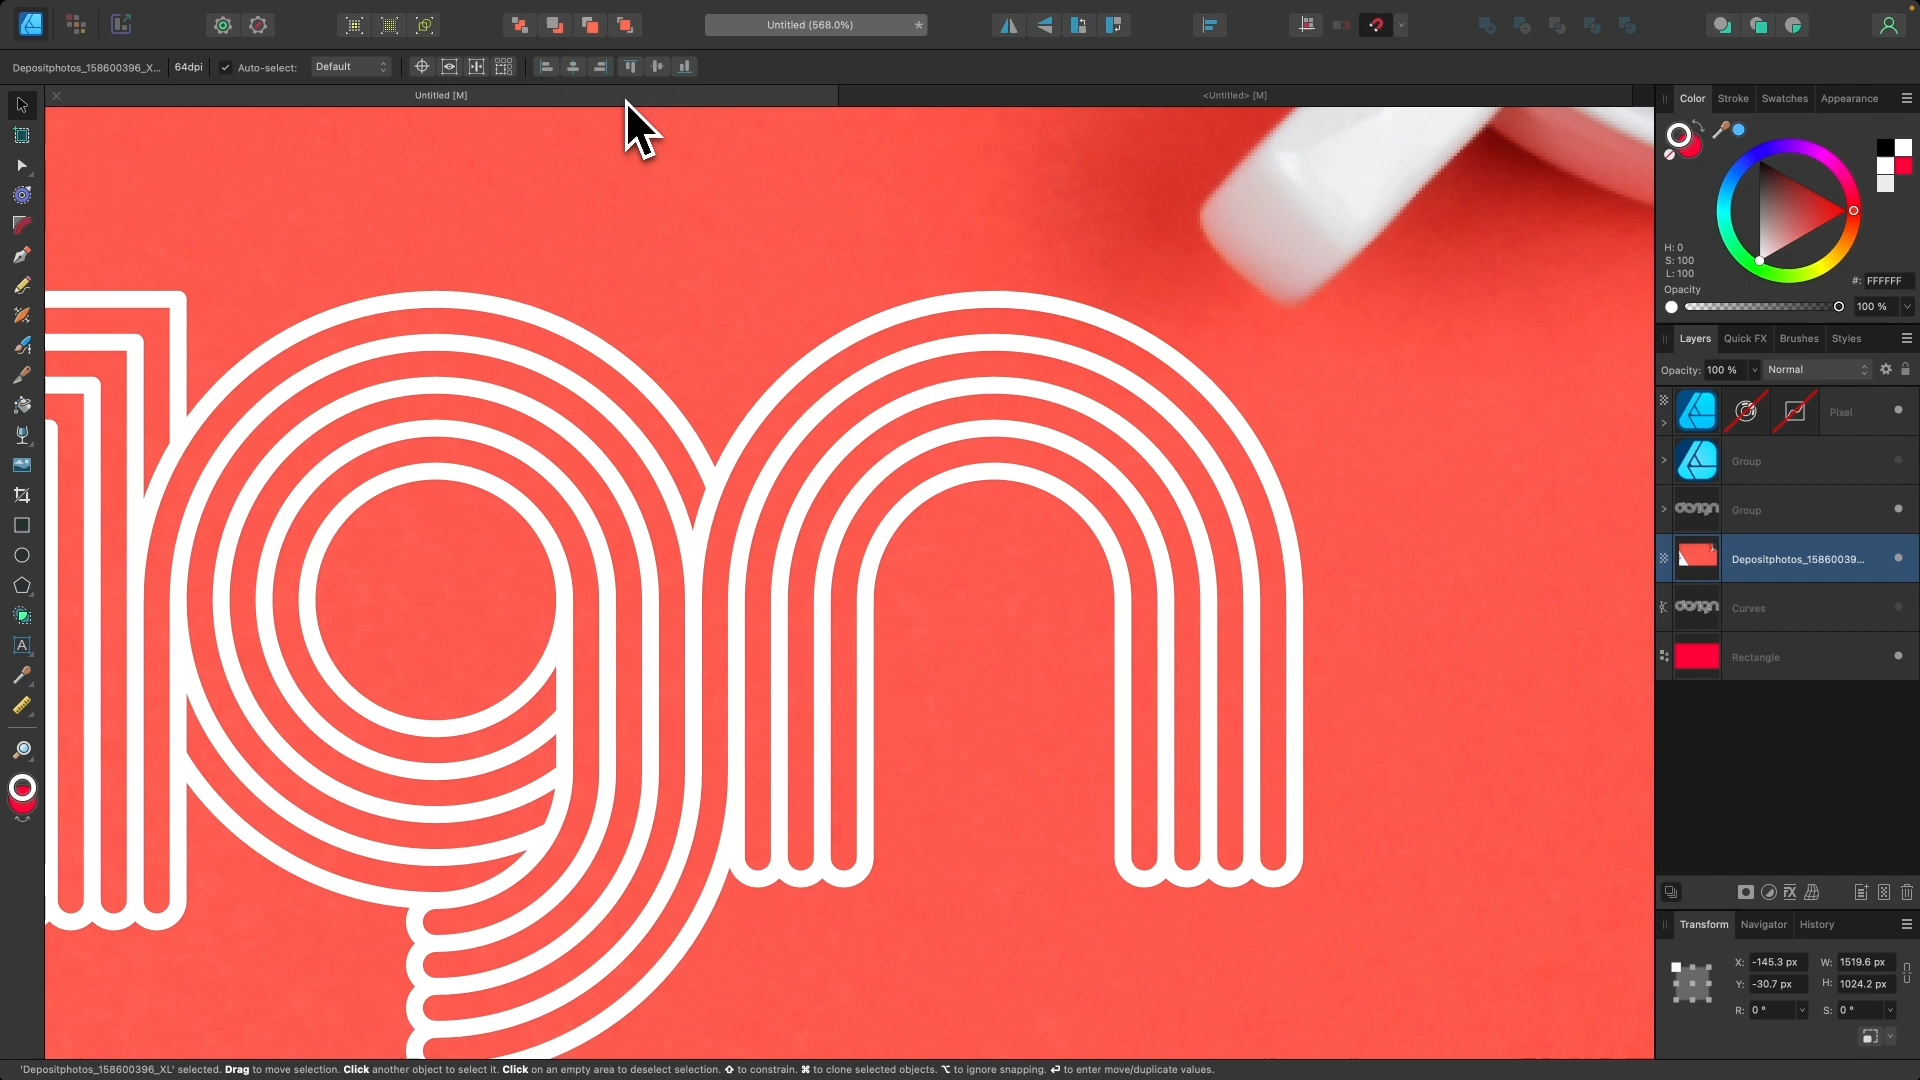 Untitled (568.0%)
*
Depositphotos_158600396_X...
64dpi
Auto-select:
Default
Untitled [M]
<Untitled> [M]
Color
Stroke
Swatches
Appearance
H: 0
S: 100
L: 100
#: FFFFFF
Opacity
100 %
Layers
Quick FX
Brushes
Styles
Opacity: 100 %
Normal
Pixel
Group
design
Group
Depositphotos_15860039...
design
Curves
Rectangle
gn
Transform
Navigator
History
X: -145.3 px
W: 1519.6 px
Y: -30.7 px
H: 1024.2 px
R: 0 °
S: 0 °
'Depositphotos_158600396_XL' selected. Drag to move selection. Click another object to select it. Click on an empty area to deselect selection. ⇧ to constrain. ⌘ to clone selected objects. ⌥ to ignore snapping. ↵ to enter move/duplicate values.